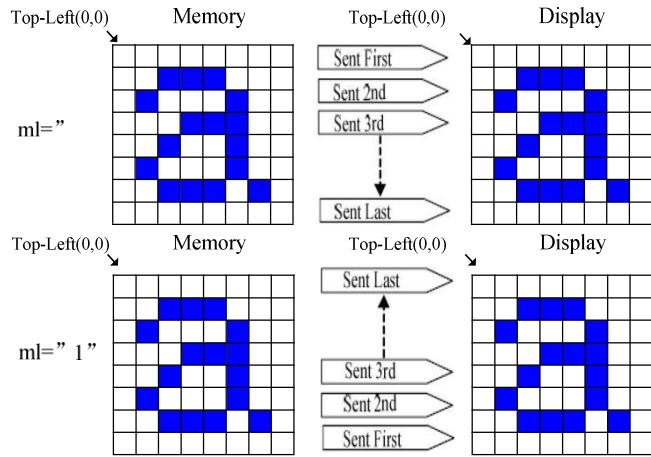 Top-Left(0,0) Memory Top-Left(0,0) Display
Sent First
Sent 2nd
Sent 3rd
ml=”
Sent Last
Top-Left(0,0) Memory Top-Left(0,0) Display
Sent Last
ml=” 1”
Sent 3rd
Sent 2nd
Sent First